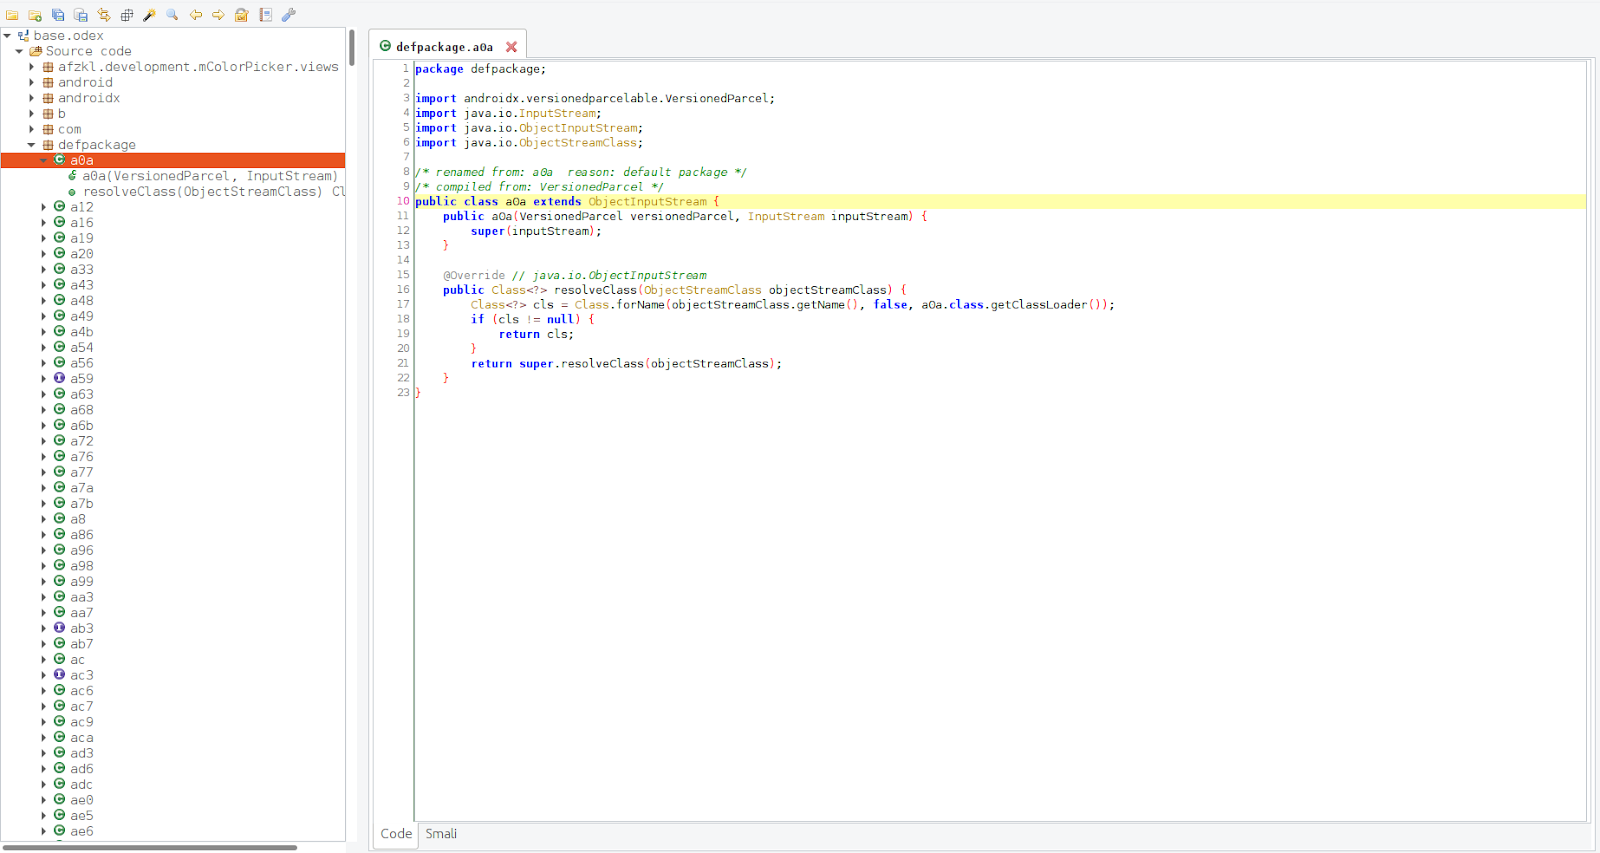 base.odex
Source code
afzkl.development.mColorPicker.views
android
androidx
b
com
defpackage
a0a
a0a(VersionedParcel, InputStream)
resolveClass(ObjectStreamClass) Cl
a12
a16
a19
a20
a33
a43
a48
a49
a4b
a54
a56
a59
a63
a68
a6b
a72
a76
a77
a7a
a7b
a8
a86
a96
a98
a99
aa3
aa7
ab3
ab7
ac
ac3
ac6
ac7
ac9
aca
ad3
ad6
adc
ae0
ae5
ae6
defpackage.a0a
1 package defpackage;
2
3 import androidx.versionedparcelable.VersionedParcel;
4 import java.io.InputStream;
5 import java.io.ObjectInputStream;
6 import java.io.ObjectStreamClass;
7
8 /* renamed from: a0a  reason: default package */
9 /* compiled from: VersionedParcel */
10 public class a0a extends ObjectInputStream {
11     public a0a(VersionedParcel versionedParcel, InputStream inputStream) {
12         super(inputStream);
13     }
14
15     @Override // java.io.ObjectInputStream
16     public Class<?> resolveClass(ObjectStreamClass objectStreamClass) {
17         Class<?> cls = Class.forName(objectStreamClass.getName(), false, a0a.class.getClassLoader());
18         if (cls != null) {
19             return cls;
20         }
21         return super.resolveClass(objectStreamClass);
22     }
23 }
Code Smali